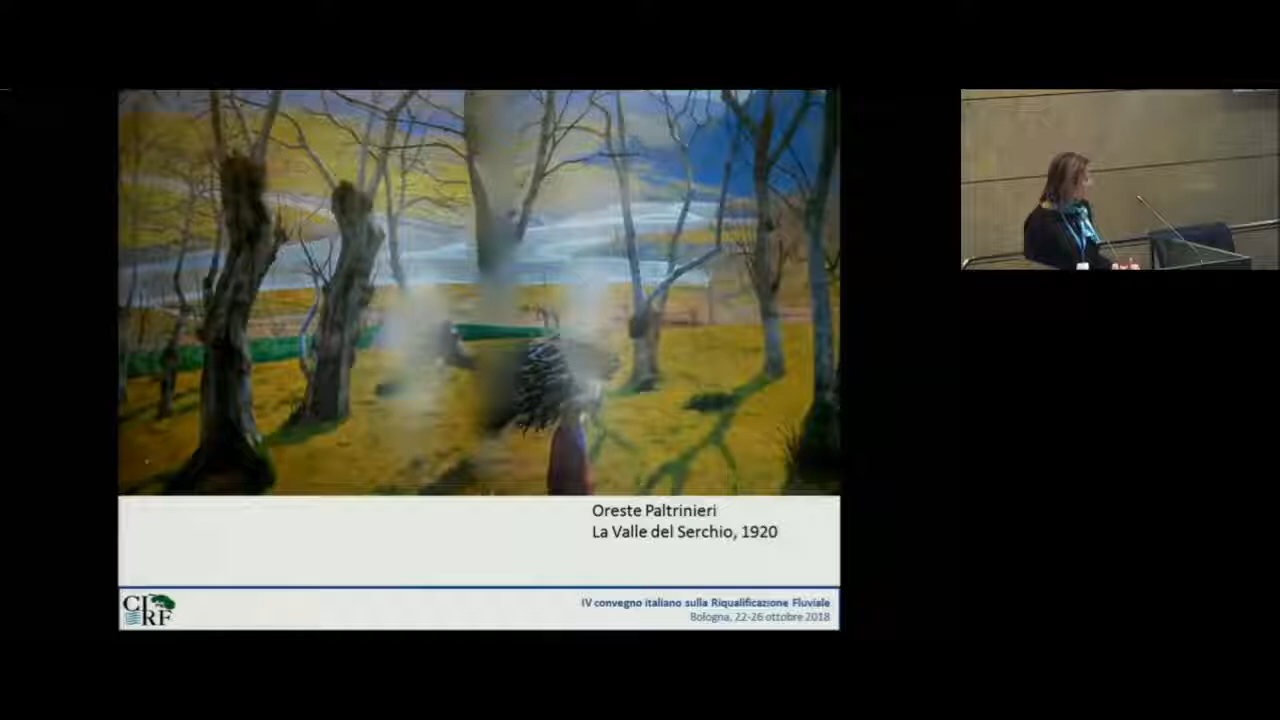 Oreste Paltrinieri
La Valle del Serchio, 1920
CIRF
IV convegno italiano sulla Riqualificazione Fluviale
Bologna, 22-26 ottobre 2018